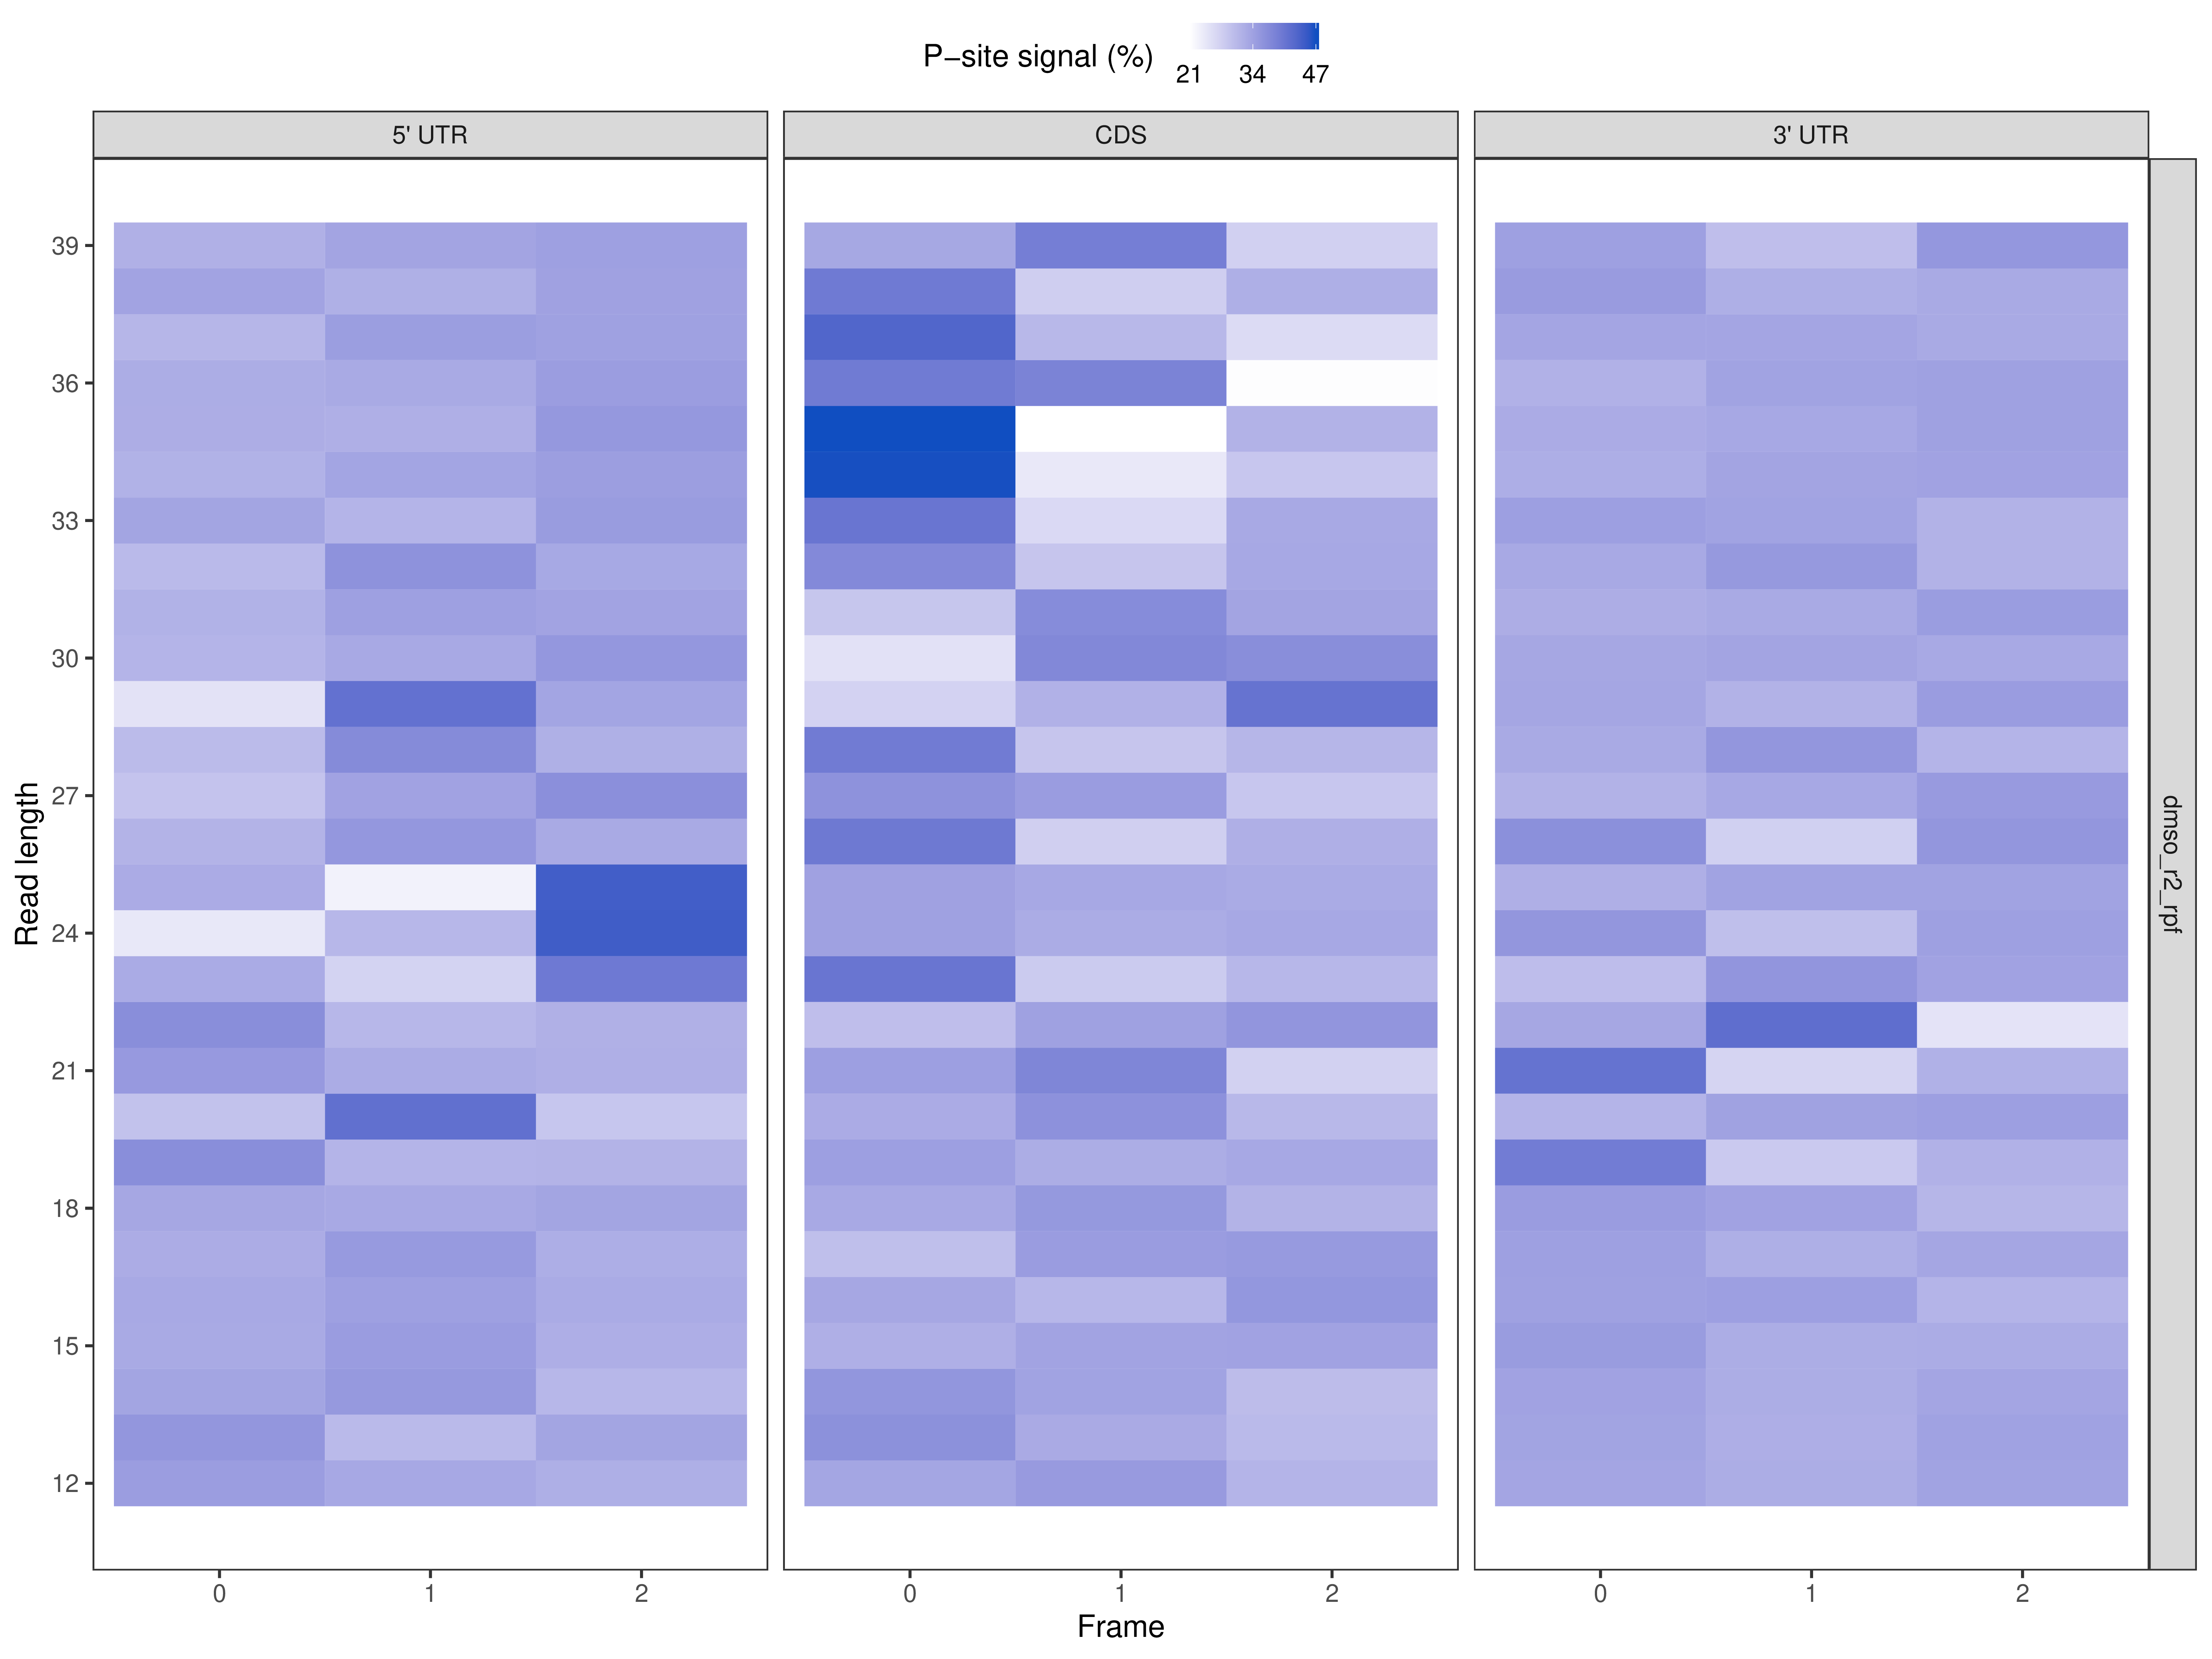 P−site signal (%)
21 34 47
5' UTR
CDS
3' UTR
dmso_r2_rpf
Read length
39
36
33
30
27
24
21
18
15
12
0 1 2
0 1 2
0 1 2
Frame